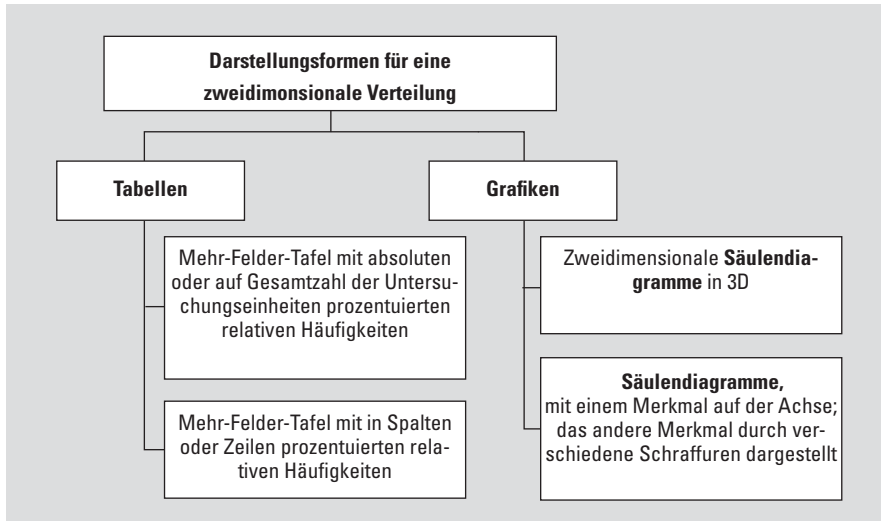 Darstellungsformen für eine
zweidimonsionale Verteilung
Tabellen
Mehr-Felder-Tafel mit absoluten
oder auf Gesamtzahl der Untersu-
chungseinheiten prozentuierten
relativen Häufigkeiten
Mehr-Felder-Tafel mit in Spalten
oder Zeilen prozentuierten rela-
tiven Häufigkeiten
Grafiken
Zweidimensionale Säulendia-
gramme in 3D
Säulendiagramme,
mit einem Merkmal auf der Achse;
das andere Merkmal durch ver-
schiedene Schraffuren dargestellt